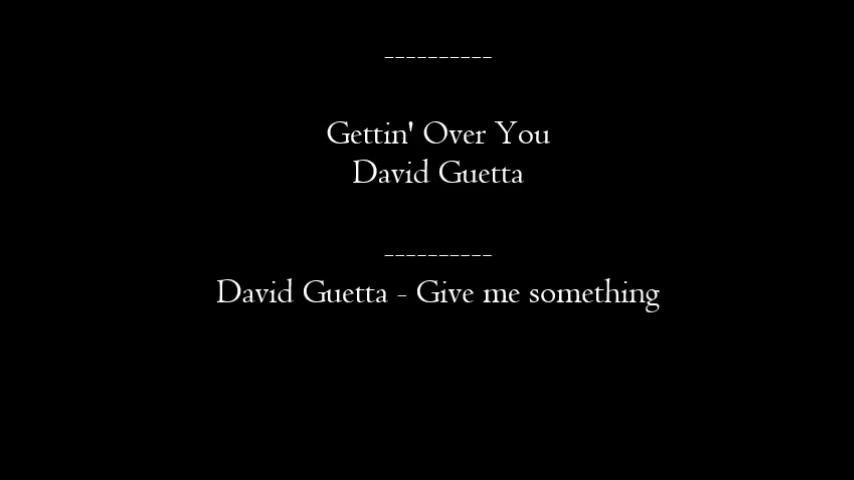 ----------
Gettin' Over You
David Guetta
----------
David Guetta - Give me something